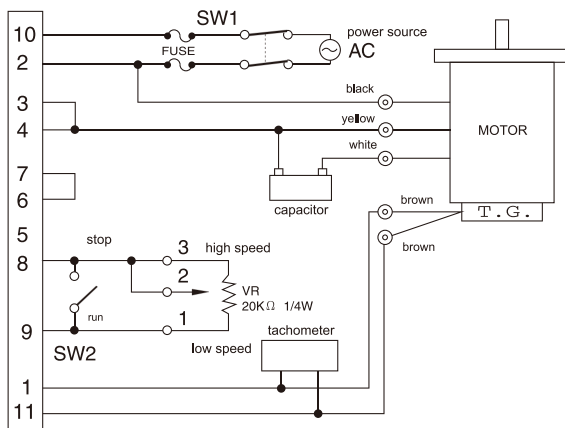 10
SW1
power source
FUSE
AC
2
black
3
yellow
4
MOTOR
white
7
capacitor
6
brown
T.G.
5
stop
brown
3
high speed
8
2
VR
20KΩ 1/4W
run
1
9
SW2
low speed
tachometer
1
11